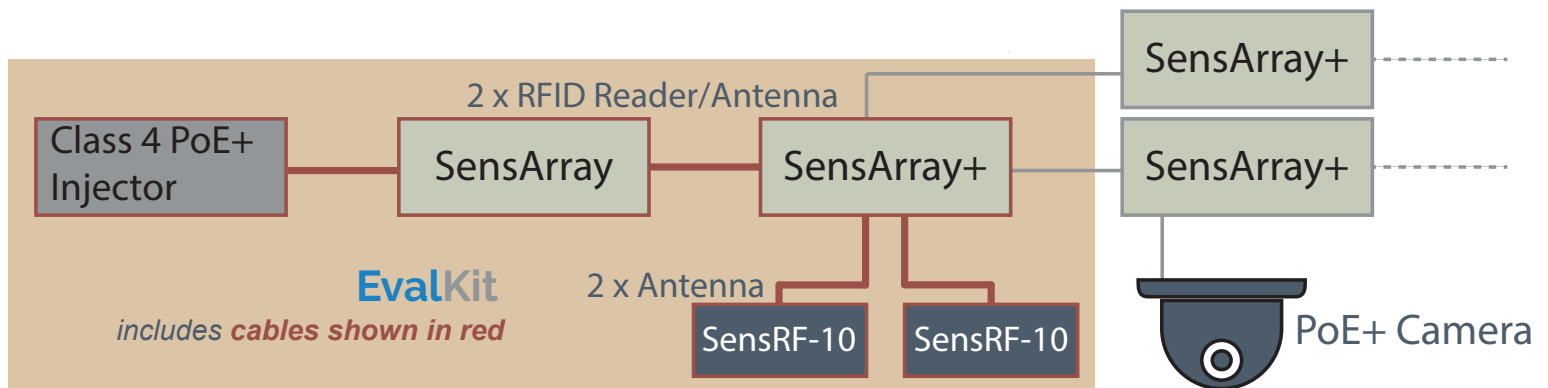 SensArray+
2 x RFID Reader/Antenna
Class 4 PoE+
Injector
SensArray
SensArray+
SensArray+
EvalKit
includes cables shown in red
2 x Antenna
SensRF-10
SensRF-10
PoE+ Camera